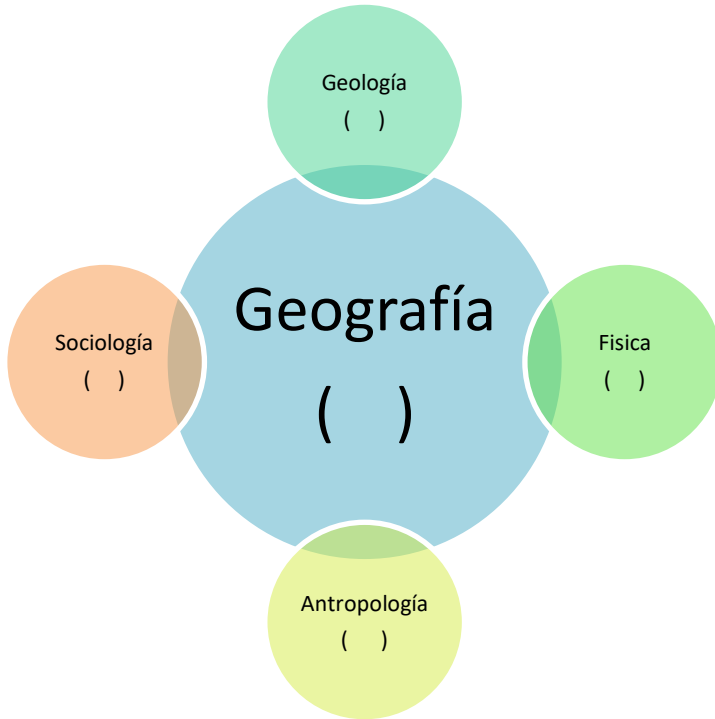 Geología
( )
Sociología
( )
Geografía
( )
Fisica
( )
Antropología
( )